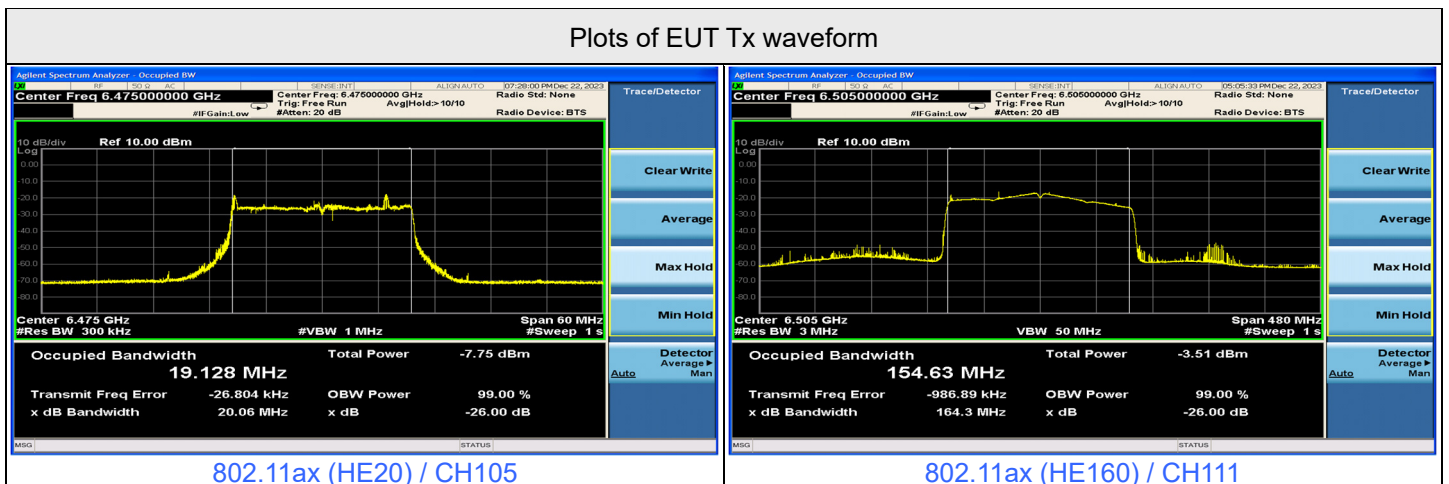 Plots of EUT Tx waveform
Agilent Spectrum Analyzer - Occupied BW
LXI RF 50 Ω AC SENSE:INT ALIGN AUTO 07:28:00 PM Dec 22, 2023
Center Freq 6.475000000 GHz Center Freq: 6.475000000 GHz Radio Std: None
Trig: Free Run Avg|Hold:> 10/10
#IFGain:Low #Atten: 20 dB Radio Device: BTS
10 dB/div Ref 10.00 dBm
Log
0.00
-10.0
-20.0
-30.0
-40.0
-50.0
-60.0
-70.0
-80.0
Center 6.475 GHz Span 60 MHz
#Res BW 300 kHz #VBW 1 MHz #Sweep 1 s
Occupied Bandwidth Total Power -7.75 dBm
19.128 MHz
Transmit Freq Error -26.804 kHz OBW Power 99.00 %
x dB Bandwidth 20.06 MHz x dB -26.00 dB
MSG STATUS
Trace/Detector
Clear Write
Average
Max Hold
Min Hold
Detector
Average ▶
Auto Man
802.11ax (HE20) / CH105
Agilent Spectrum Analyzer - Occupied BW
LXI RF 50 Ω AC SENSE:INT ALIGN AUTO 05:05:33 PM Dec 22, 2023
Center Freq 6.505000000 GHz Center Freq: 6.505000000 GHz Radio Std: None
Trig: Free Run Avg|Hold:> 10/10
#IFGain:Low #Atten: 20 dB Radio Device: BTS
10 dB/div Ref 10.00 dBm
Log
0.00
-10.0
-20.0
-30.0
-40.0
-50.0
-60.0
-70.0
-80.0
Center 6.505 GHz Span 480 MHz
#Res BW 3 MHz VBW 50 MHz #Sweep 1 s
Occupied Bandwidth Total Power -3.51 dBm
154.63 MHz
Transmit Freq Error -986.89 kHz OBW Power 99.00 %
x dB Bandwidth 164.3 MHz x dB -26.00 dB
MSG STATUS
Trace/Detector
Clear Write
Average
Max Hold
Min Hold
Detector
Average ▶
Auto Man
802.11ax (HE160) / CH111